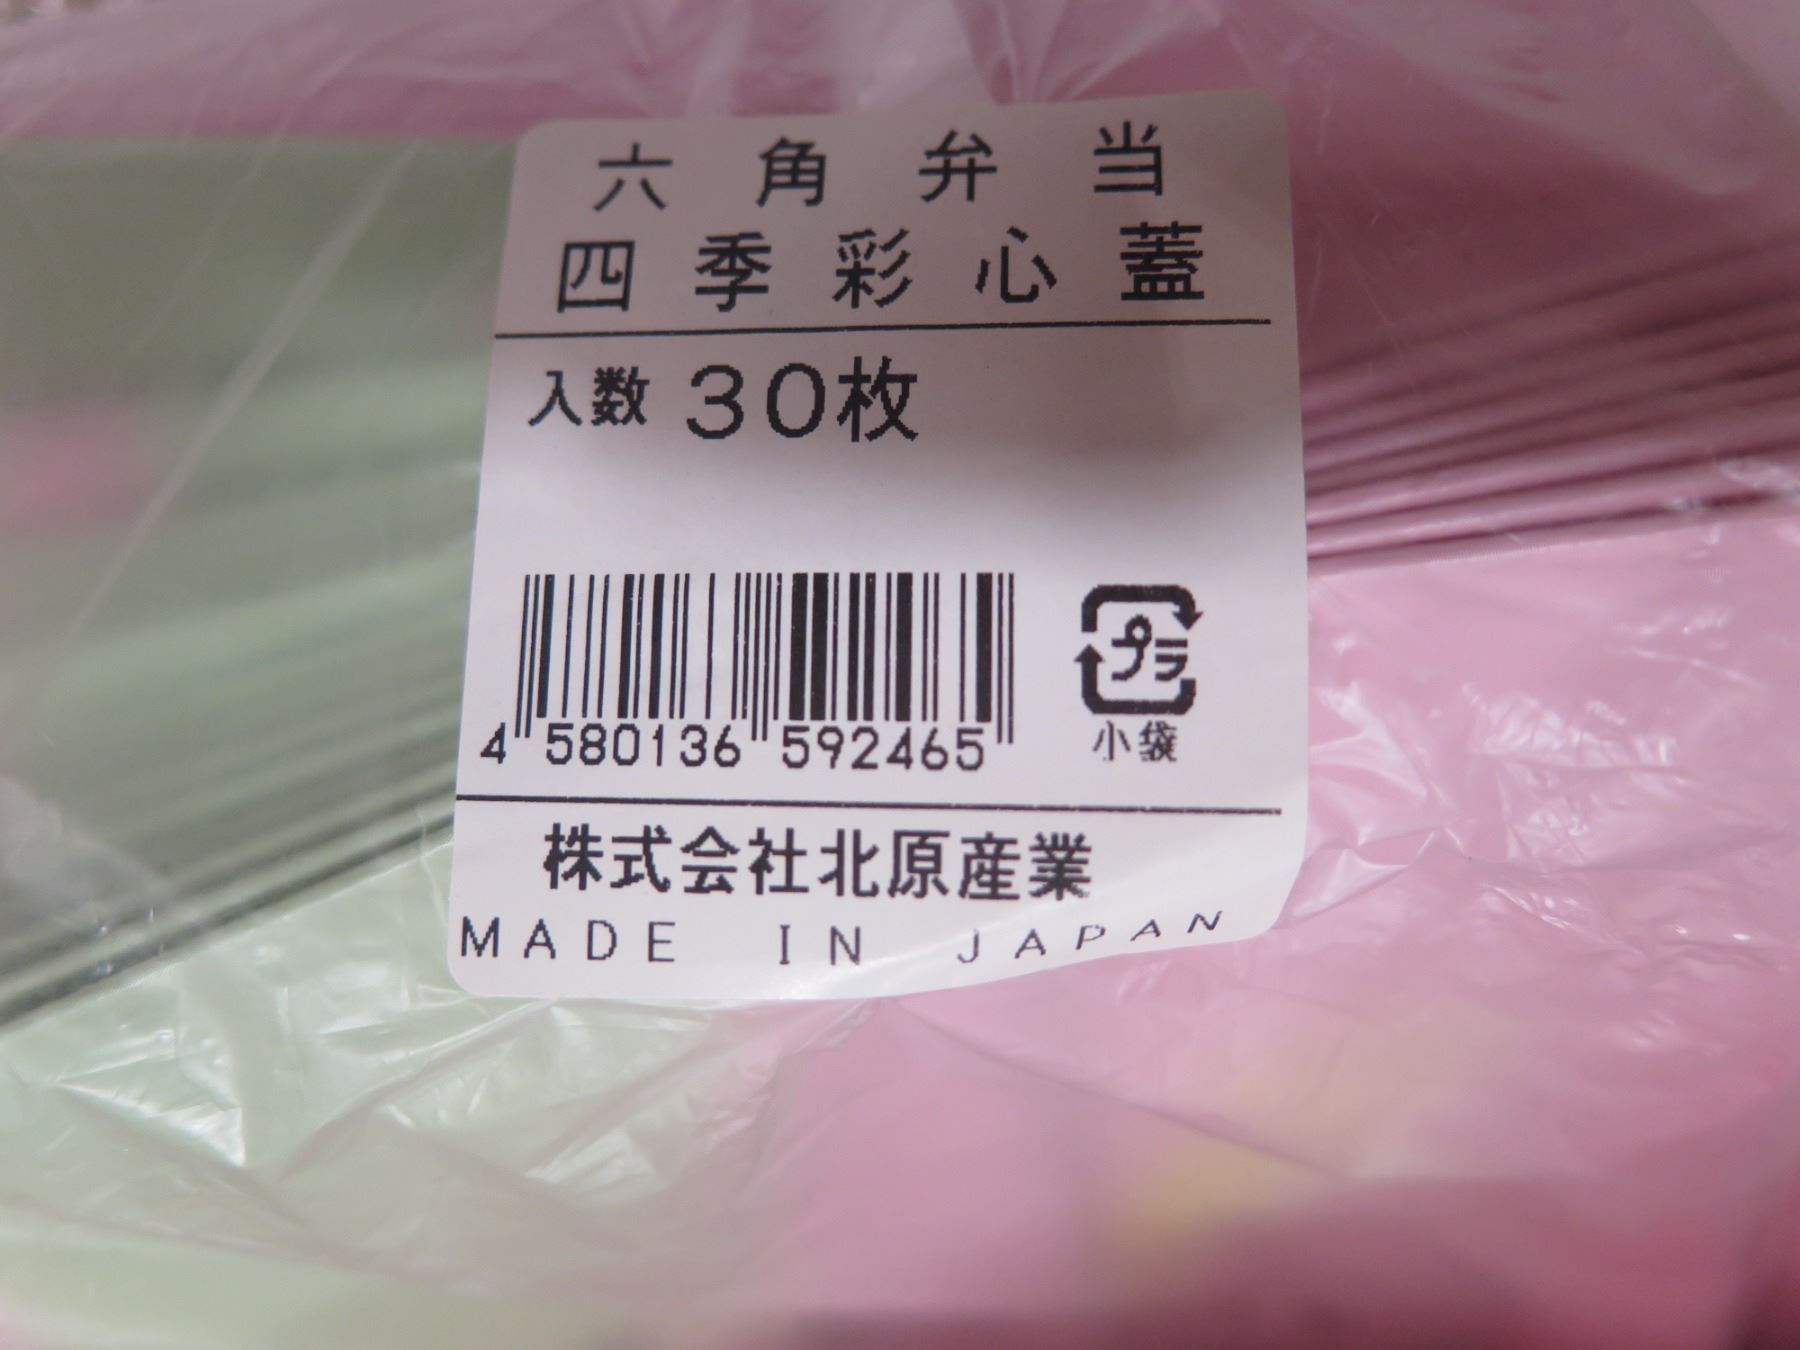 六角弁当
四季彩心蓋
入数 30枚
プラ
4 580136 592465
小袋
株式会社北原産業
MADE IN JAPAN